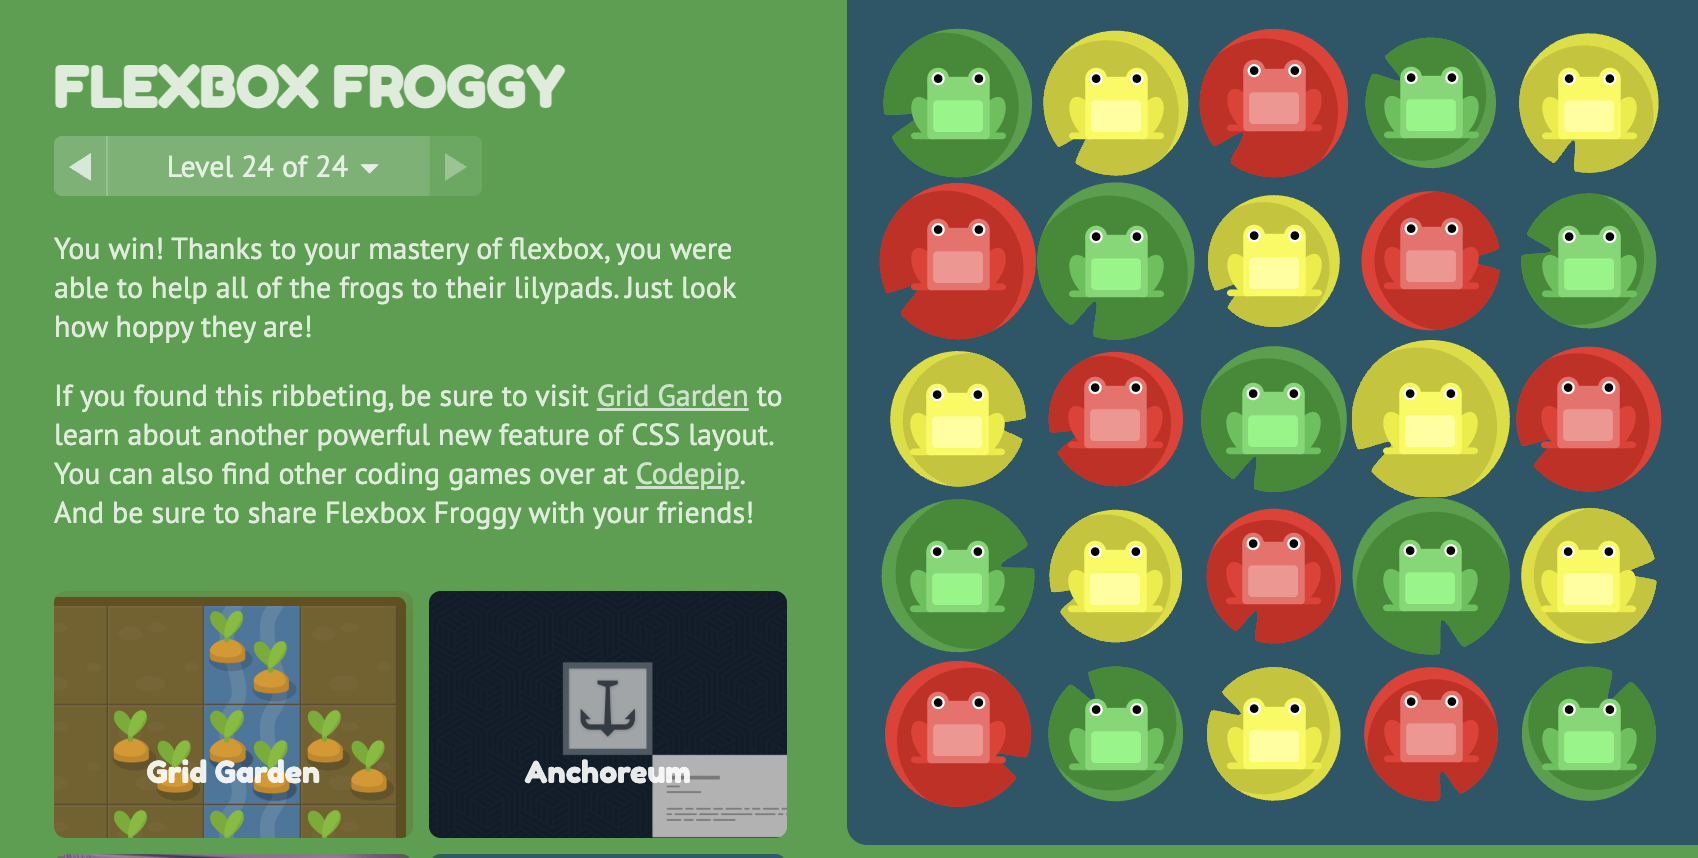 FLEXBOX FROGGY
Level 24 of 24
You win! Thanks to your mastery of flexbox, you were
able to help all of the frogs to their lilypads. Just look
how hoppy they are!
If you found this ribbeting, be sure to visit Grid Garden to
learn about another powerful new feature of CSS layout.
You can also find other coding games over at Codepip.
And be sure to share Flexbox Froggy with your friends!
Grid Garden
Anchoreum